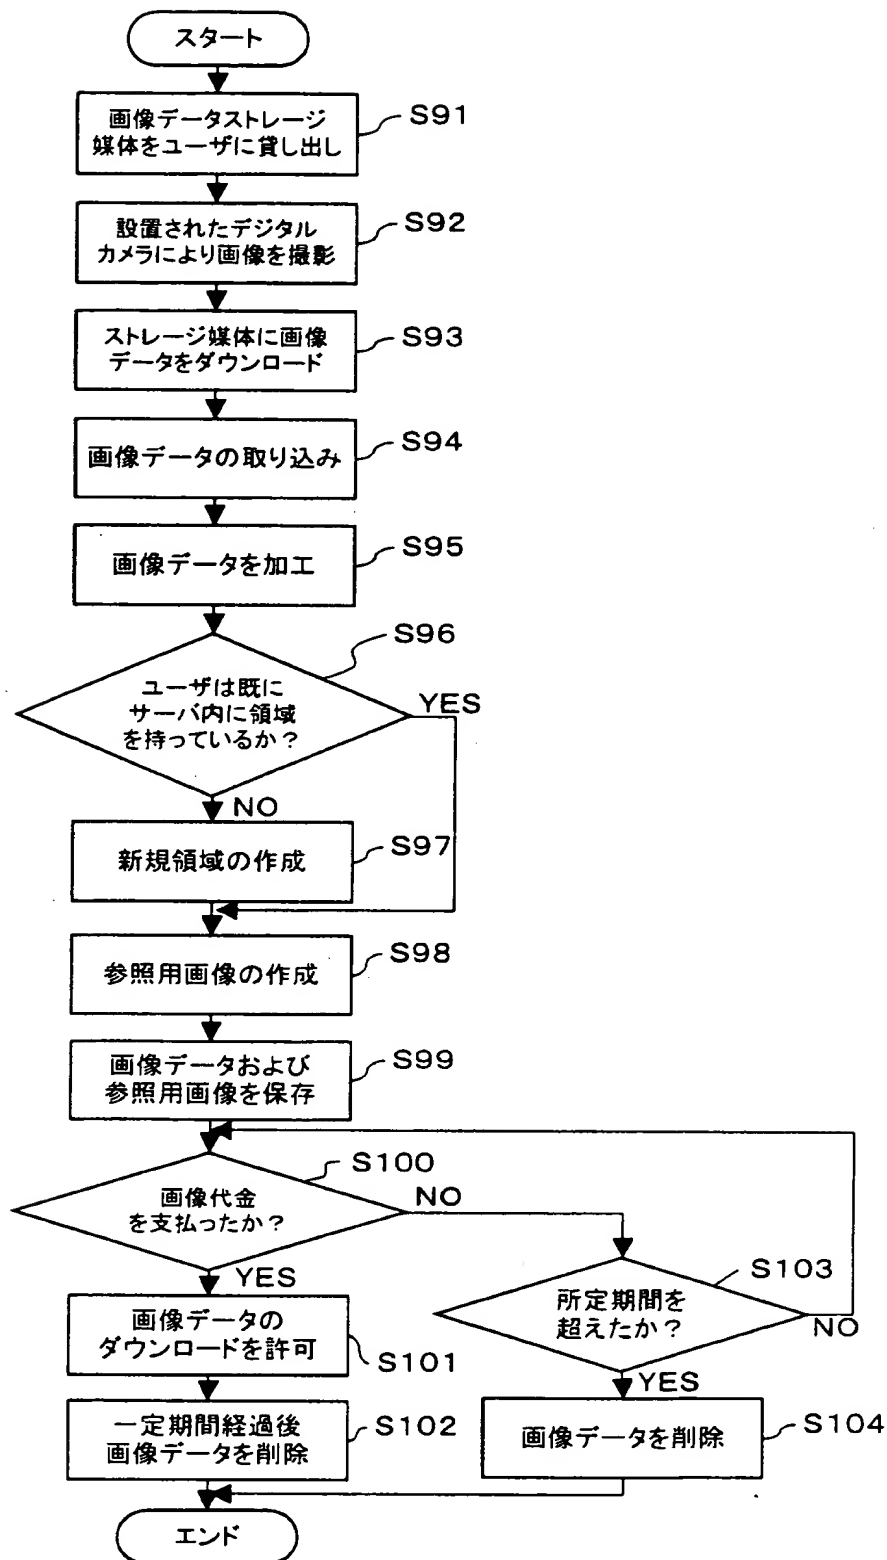 スタート
画像データストレージ
媒体をユーザに貸し出し
S91
設置されたデジタル
カメラにより画像を撮影
S92
ストレージ媒体に画像
データをダウンロード
S93
画像データの取り込み
S94
画像データを加工
S95
S96
ユーザは既に
サーバ内に領域
を持っているか？
YES
NO
新規領域の作成
S97
参照用画像の作成
S98
画像データおよび
参照用画像を保存
S99
S100
画像代金
を支払ったか？
NO
YES
S103
所定期間を
超えたか？
NO
YES
画像データの
ダウンロードを許可
S101
一定期間経過後
画像データを削除
S102
画像データを削除
S104
エンド